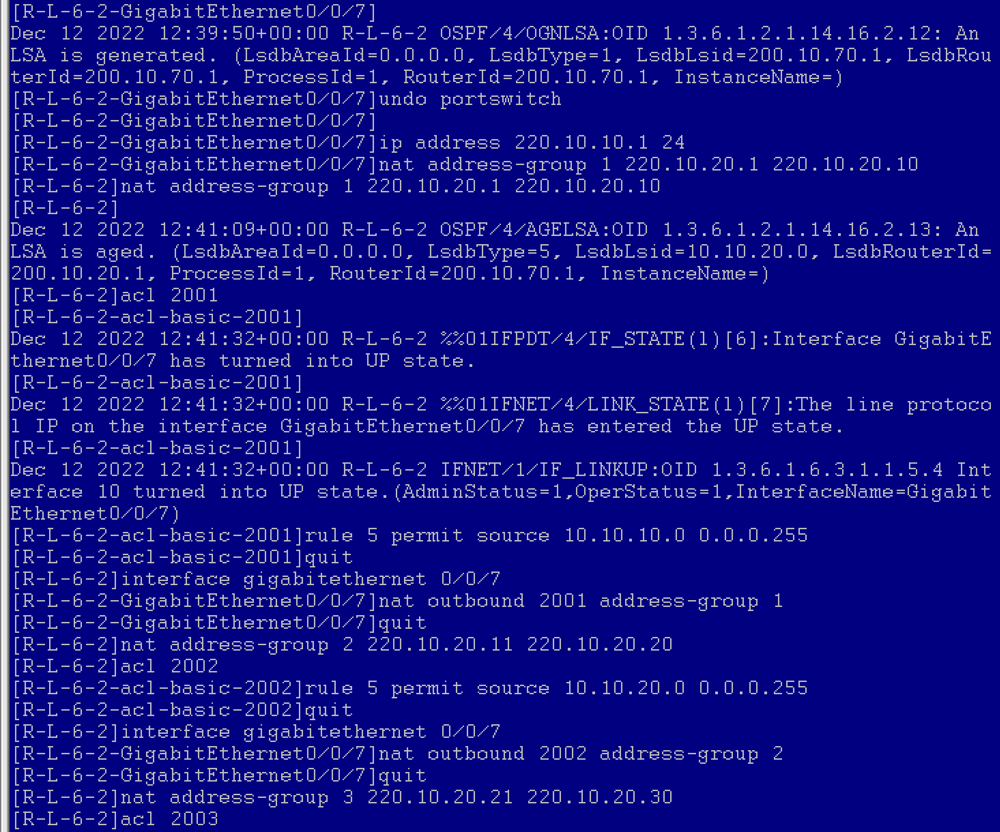 [R-L-6-2-GigabitEthernet0/0/7]
Dec 12 2022 12:39:50+00:00 R-L-6-2 OSPF/4/OGNLSA:OID 1.3.6.1.2.1.14.16.2.12: An
LSA is generated. (LsdbAreaId=0.0.0.0, LsdbType=1, LsdbLsid=200.10.70.1, LsdbRou
terId=200.10.70.1, ProcessId=1, RouterId=200.10.70.1, InstanceName=)
[R-L-6-2-GigabitEthernet0/0/7]undo portswitch
[R-L-6-2-GigabitEthernet0/0/7]
[R-L-6-2-GigabitEthernet0/0/7]ip address 220.10.10.1 24
[R-L-6-2-GigabitEthernet0/0/7]nat address-group 1 220.10.20.1 220.10.20.10
[R-L-6-2]nat address-group 1 220.10.20.1 220.10.20.10
[R-L-6-2]
Dec 12 2022 12:41:09+00:00 R-L-6-2 OSPF/4/AGELSA:OID 1.3.6.1.2.1.14.16.2.13: An
LSA is aged. (LsdbAreaId=0.0.0.0, LsdbType=5, LsdbLsid=10.10.20.0, LsdbRouterId=
200.10.20.1, ProcessId=1, RouterId=200.10.70.1, InstanceName=)
[R-L-6-2]acl 2001
[R-L-6-2-acl-basic-2001]
Dec 12 2022 12:41:32+00:00 R-L-6-2 %%01IFPDT/4/IF_STATE(l)[6]:Interface GigabitE
thernet0/0/7 has turned into UP state.
[R-L-6-2-acl-basic-2001]
Dec 12 2022 12:41:32+00:00 R-L-6-2 %%01IFNET/4/LINK_STATE(l)[7]:The line protoco
l IP on the interface GigabitEthernet0/0/7 has entered the UP state.
[R-L-6-2-acl-basic-2001]
Dec 12 2022 12:41:32+00:00 R-L-6-2 IFNET/1/IF_LINKUP:OID 1.3.6.1.6.3.1.1.5.4 Int
erface 10 turned into UP state.(AdminStatus=1,OperStatus=1,InterfaceName=Gigabit
Ethernet0/0/7)
[R-L-6-2-acl-basic-2001]rule 5 permit source 10.10.10.0 0.0.0.255
[R-L-6-2-acl-basic-2001]quit
[R-L-6-2]interface gigabitethernet 0/0/7
[R-L-6-2-GigabitEthernet0/0/7]nat outbound 2001 address-group 1
[R-L-6-2-GigabitEthernet0/0/7]quit
[R-L-6-2]nat address-group 2 220.10.20.11 220.10.20.20
[R-L-6-2]acl 2002
[R-L-6-2-acl-basic-2002]rule 5 permit source 10.10.20.0 0.0.0.255
[R-L-6-2-acl-basic-2002]quit
[R-L-6-2]interface gigabitethernet 0/0/7
[R-L-6-2-GigabitEthernet0/0/7]nat outbound 2002 address-group 2
[R-L-6-2-GigabitEthernet0/0/7]quit
[R-L-6-2]nat address-group 3 220.10.20.21 220.10.20.30
[R-L-6-2]acl 2003